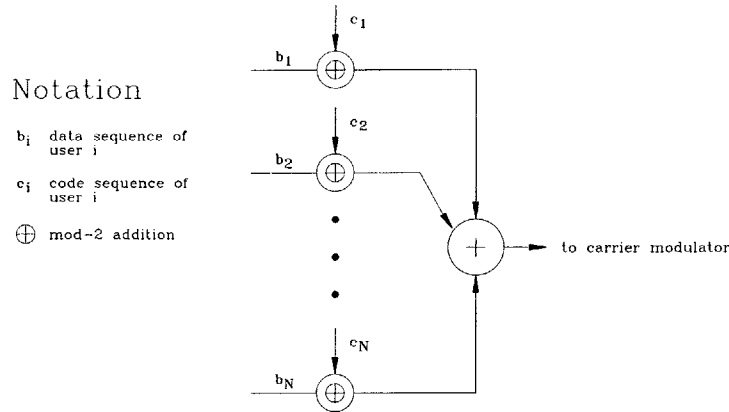 Notation
b_i data sequence of
user i
c_i code sequence of
user i
⊕ mod-2 addition
c_1
b_1
c_2
b_2
+
to carrier modulator
c_N
b_N